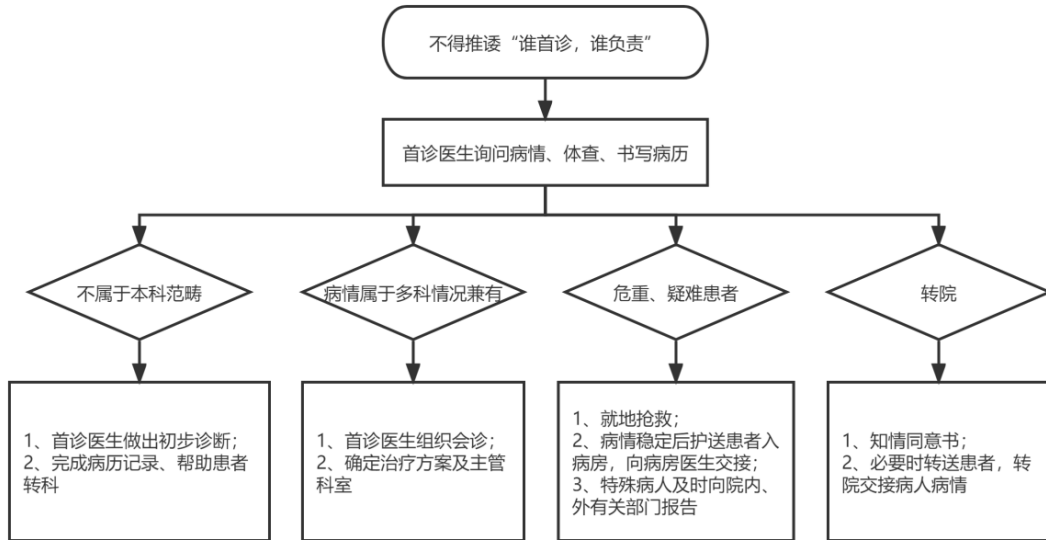 不得推诿“谁首诊，谁负责”
首诊医生询问病情、体查、书写病历
不属于本科范畴
病情属于多科情况兼有
危重、疑难患者
转院
1、首诊医生做出初步诊断；
2、完成病历记录、帮助患者
转科
1、首诊医生组织会诊；
2、确定治疗方案及主管
科室
1、就地抢救；
2、病情稳定后护送患者入
病房，向病房医生交接；
3、特殊病人及时向院内、
外有关部门报告
1、知情同意书；
2、必要时转送患者，转
院交接病人病情